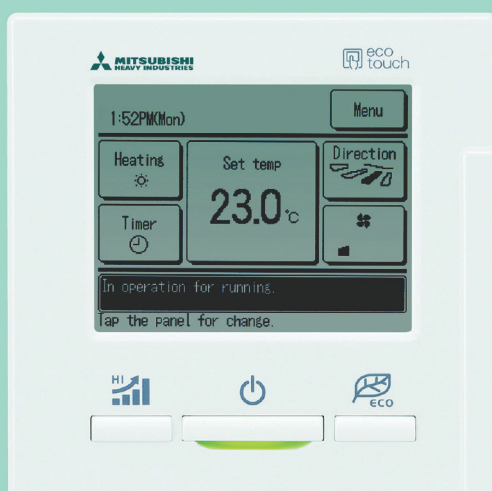 MITSUBISHI
HEAVY INDUSTRIES
eco
touch
1:52PM(Mon)
Menu
Heating
Set temp
Direction
23.0℃
Timer
In operation for running.
Tap the panel for change.
HI
ECO